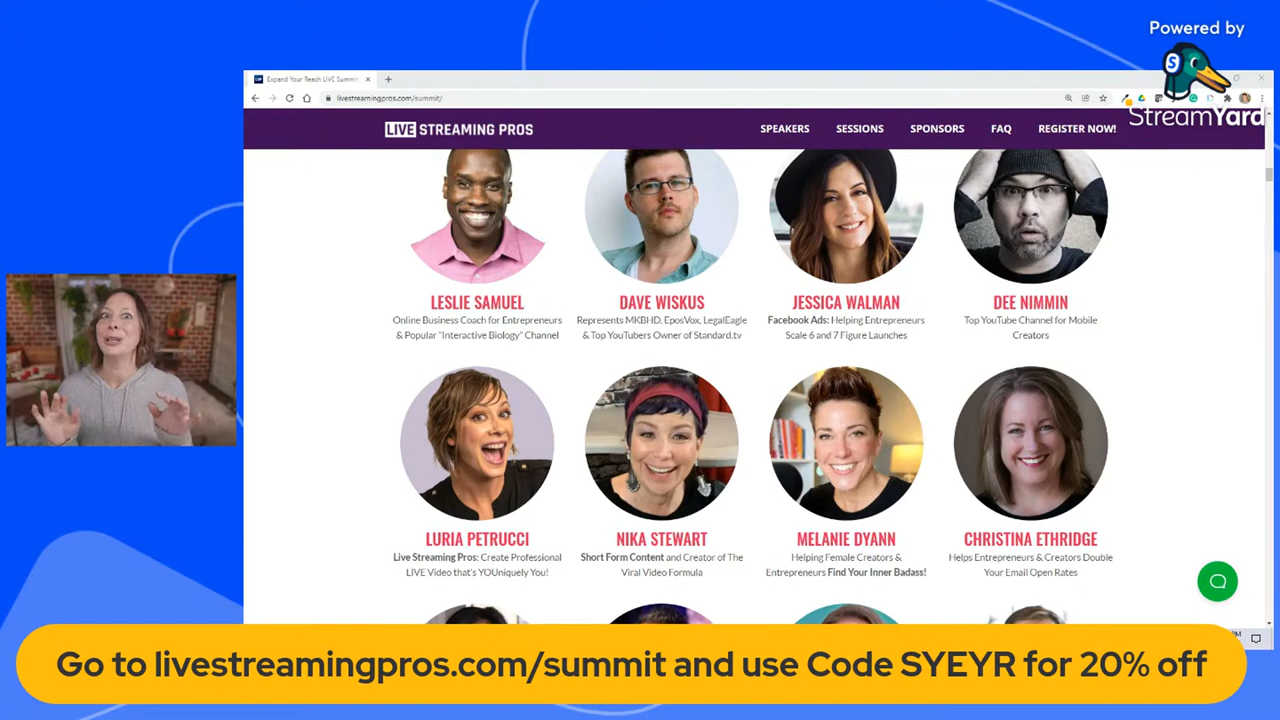 Powered by
S
StreamYard
Expand Your Reach LIVE Summit
livestreamingpros.com/summit/
LIVE STREAMING PROS
SPEAKERS SESSIONS SPONSORS FAQ REGISTER NOW!
LESLIE SAMUEL
Online Business Coach for Entrepreneurs
& Popular "Interactive Biology" Channel
DAVE WISKUS
Represents MKBHD, EposVox, LegalEagle
& Top YouTubers Owner of Standard.tv
JESSICA WALMAN
Facebook Ads: Helping Entrepreneurs
Scale 6 and 7 Figure Launches
DEE NIMMIN
Top YouTube Channel for Mobile
Creators
LURIA PETRUCCI
Live Streaming Pros: Create Professional
LIVE Video that's YOUniquely You!
NIKA STEWART
Short Form Content and Creator of The
Viral Video Formula
MELANIE DYANN
Helping Female Creators &
Entrepreneurs Find Your Inner Badass!
CHRISTINA ETHRIDGE
Helps Entrepreneurs & Creators Double
Your Email Open Rates
Go to livestreamingpros.com/summit and use Code SYEYR for 20% off